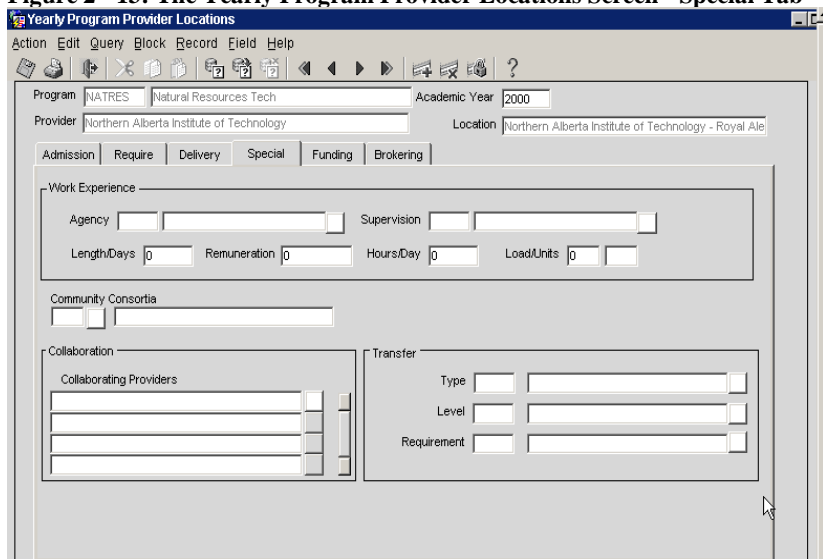 Figure 2 - 15: The Yearly Program Provider Locations Screen - Special Tab
Yearly Program Provider Locations
Action Edit Query Block Record Field Help
Program NATRES Natural Resources Tech Academic Year 2000
Provider Northern Alberta Institute of Technology Location Northern Alberta Institute of Technology - Royal Ale
Admission Require Delivery Special Funding Brokering
Work Experience
Agency Supervision
Length/Days 0 Remuneration 0 Hours/Day 0 Load/Units 0
Community Consortia
Collaboration Transfer
Collaborating Providers Type
Level
Requirement